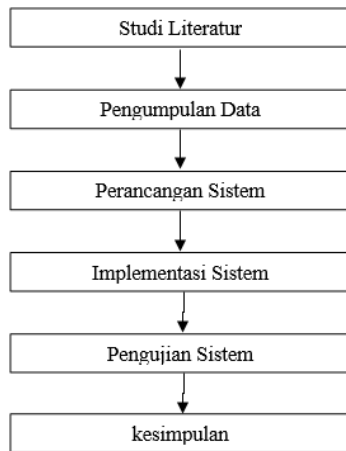 Studi Literatur
Pengumpulan Data
Perancangan Sistem
Implementasi Sistem
Pengujian Sistem
kesimpulan